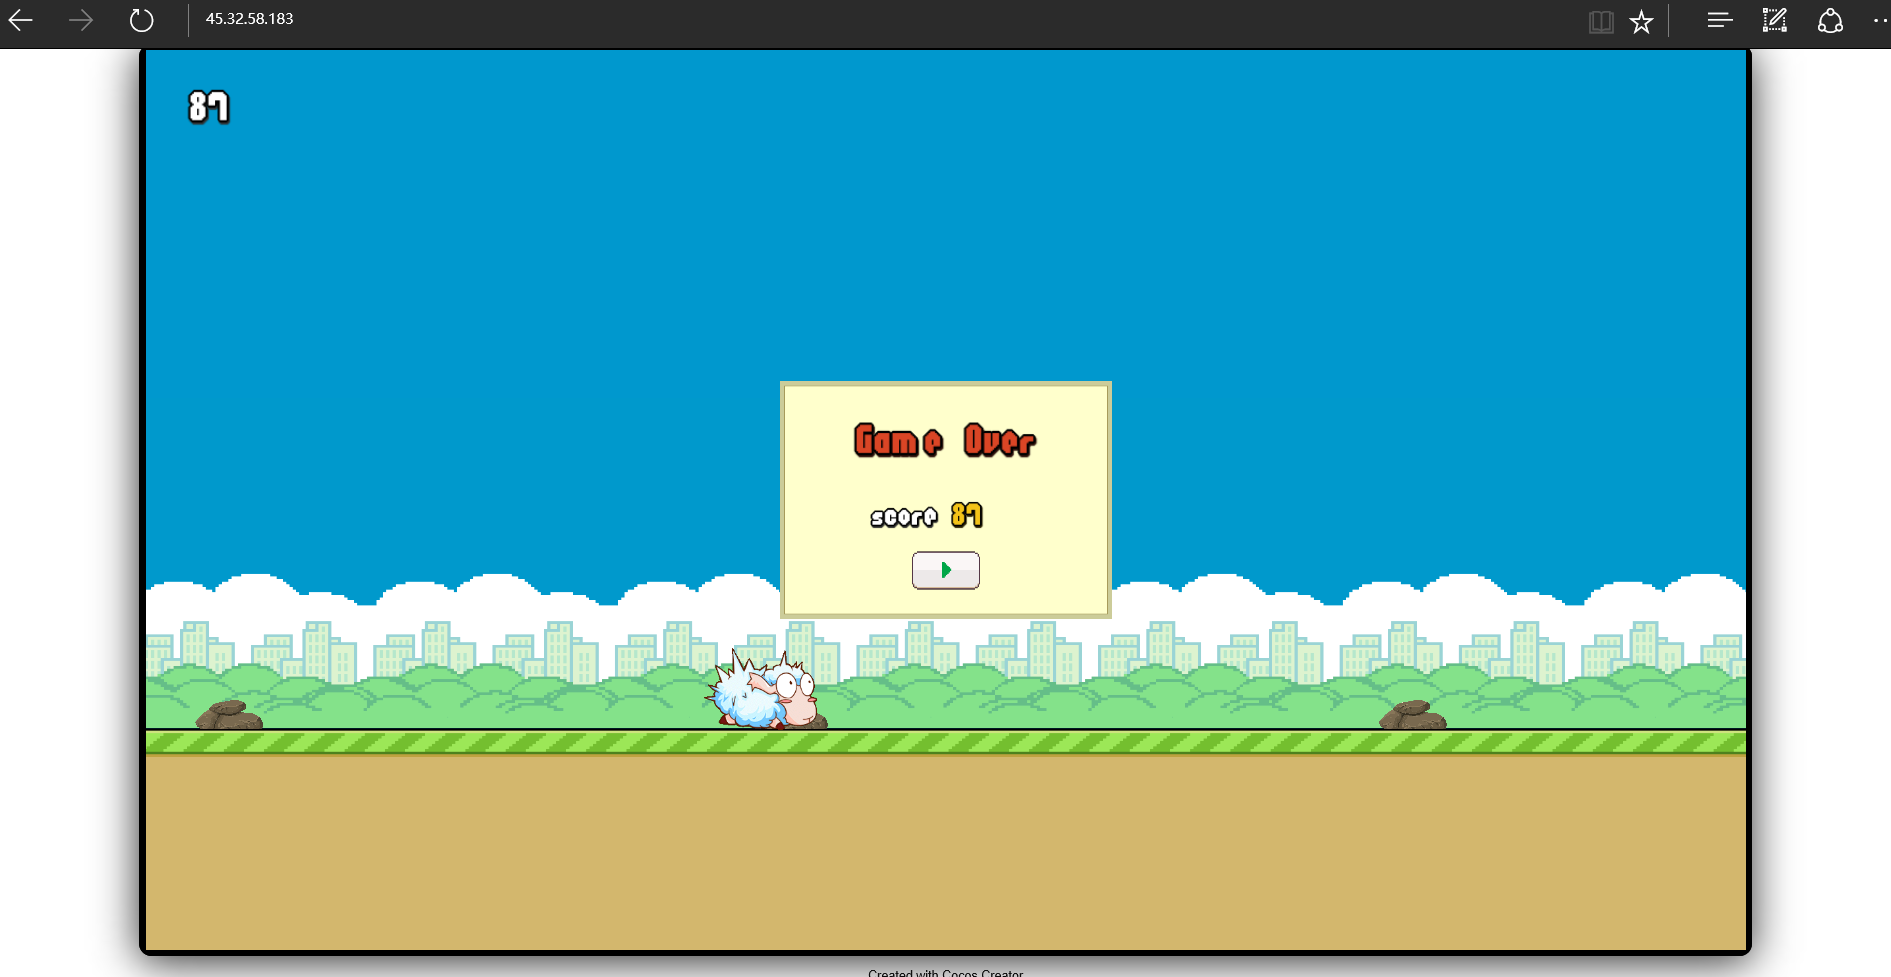 45.32.58.183
87
Game Over
score 87
Created with Cocos Creator